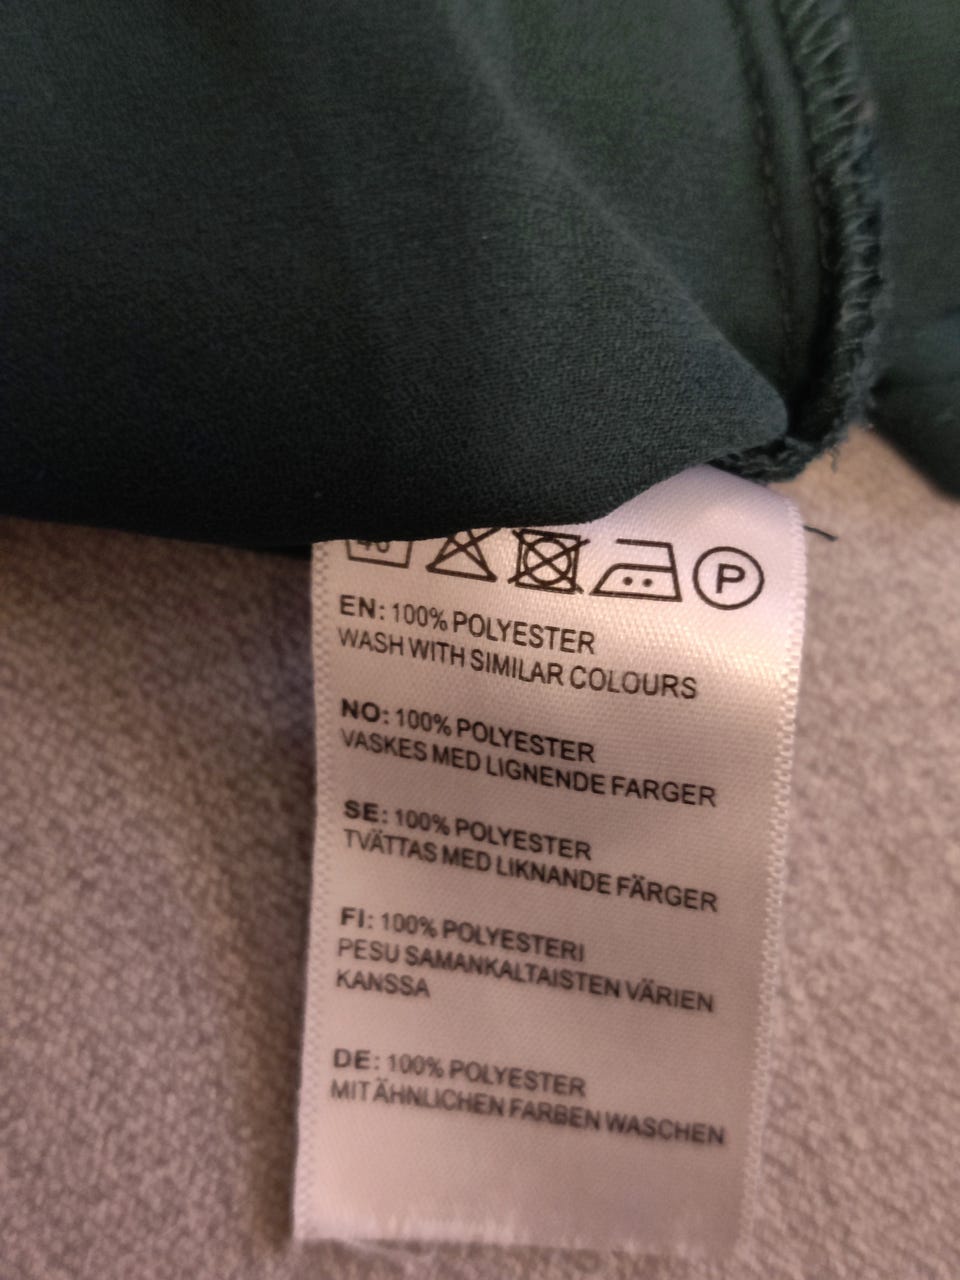 40
P
EN: 100% POLYESTER
WASH WITH SIMILAR COLOURS
NO: 100% POLYESTER
VASKES MED LIGNENDE FARGER
SE: 100% POLYESTER
TVÄTTAS MED LIKNANDE FÄRGER
FI: 100% POLYESTERI
PESU SAMANKALTAISTEN VÄRIEN
KANSSA
DE: 100% POLYESTER
MIT ÄHNLICHEN FARBEN WASCHEN